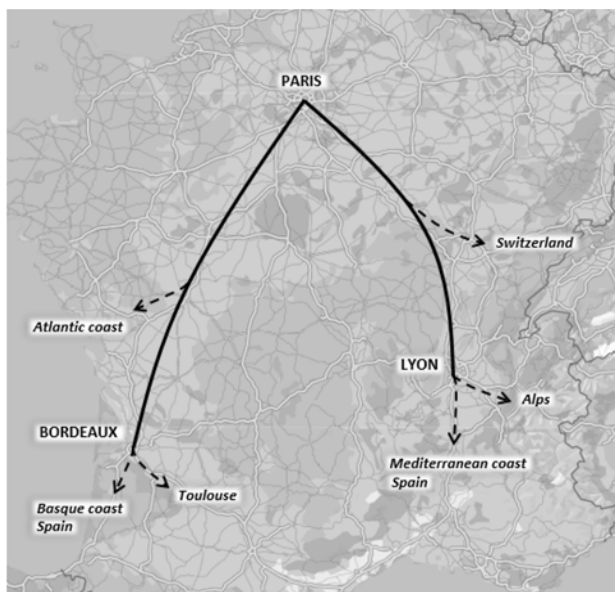 PARIS
Switzerland
Atlantic coast
LYON
Alps
BORDEAUX
Mediterranean coast
Spain
Toulouse
Basque coast
Spain